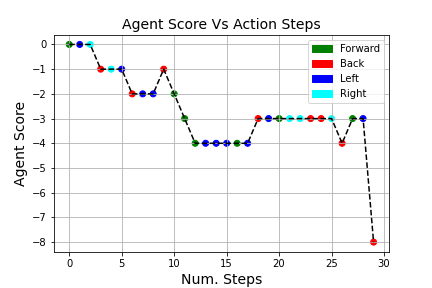 Agent Score Vs Action Steps
Agent Score
0
−1
−2
−3
−4
−5
−6
−7
−8
Forward
Back
Left
Right
0 5 10 15 20 25 30
Num. Steps